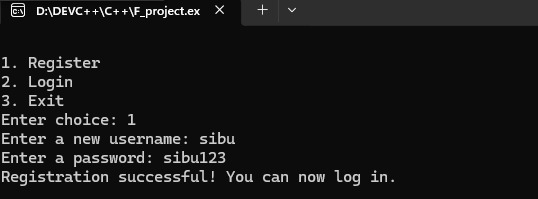 D:\DEVC++\C++\F_project.ex
1. Register
2. Login
3. Exit
Enter choice: 1
Enter a new username: sibu
Enter a password: sibu123
Registration successful! You can now log in.